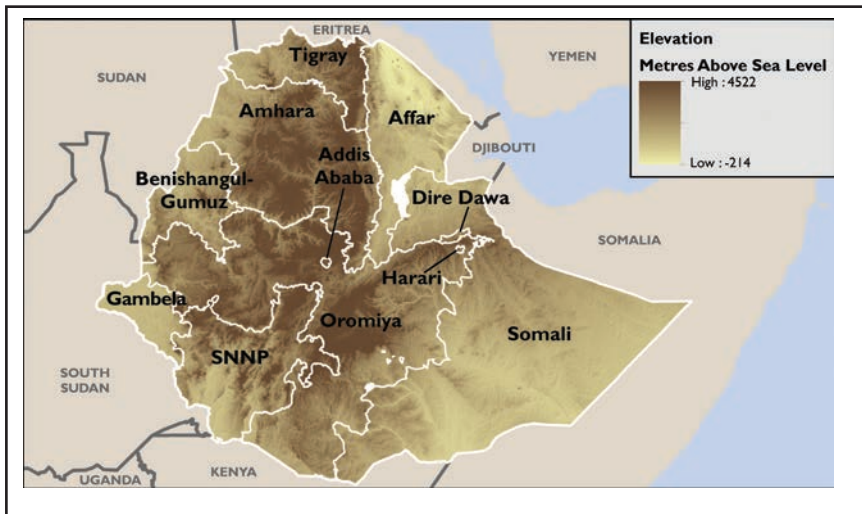 ERITREA
YEMEN
SUDAN
Tigray
Amhara
Affar
DJIBOUTI
Addis
Ababa
Benishangul-
Gumuz
Dire Dawa
SOMALIA
Harari
Gambela
Oromiya
Somali
SNNP
SOUTH
SUDAN
KENYA
UGANDA
Elevation
Metres Above Sea Level
High : 4522
Low : -214